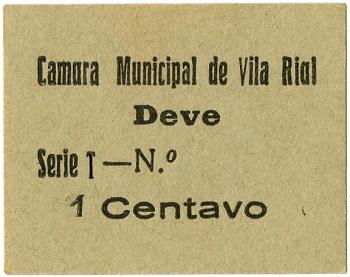 Camara Municipal de Vila Rial
Deve
Serie T — N.º
1 Centavo